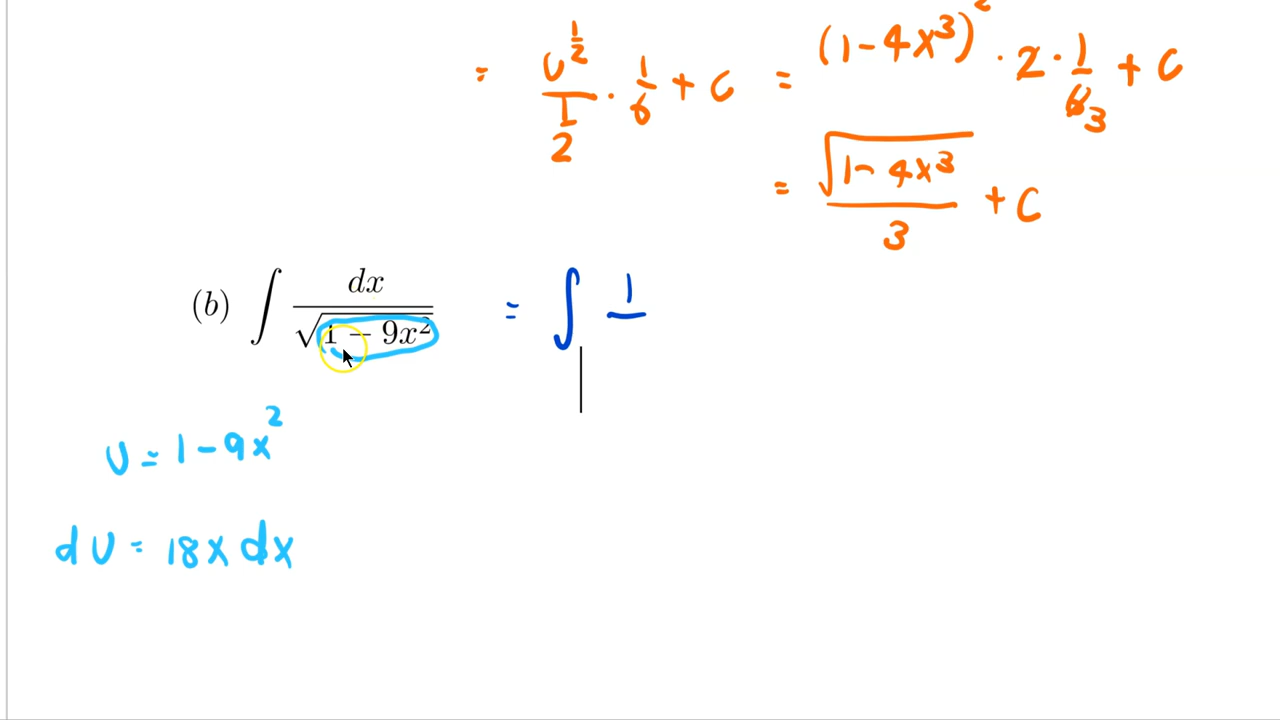 = u^{1/2} / (1/2) · 1/6 + C = (1-4x³)² · 2 · 1/6 3 + C
= √(1-4x³) / 3 + C
(b) ∫ dx / √(1 − 9x²) = ∫ 1
U = 1-9x²
dU = 18x dx